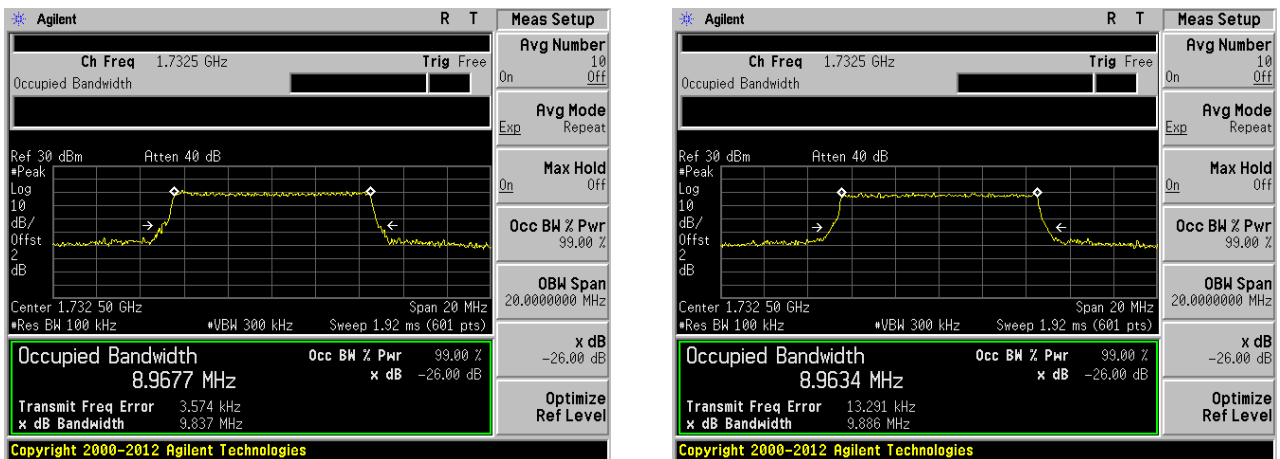 Agilent R T Meas Setup
Ch Freq 1.7325 GHz Trig Free
Occupied Bandwidth
Avg Number
10
On Off
Avg Mode
Exp Repeat
Ref 30 dBm Atten 40 dB
#Peak
Log
10
dB/
Offst
2
dB
Max Hold
On Off
Occ BW % Pwr
99.00 %
Center 1.732 50 GHz Span 20 MHz
#Res BW 100 kHz #VBW 300 kHz Sweep 1.92 ms (601 pts)
OBW Span
20.0000000 MHz
Occupied Bandwidth Occ BW % Pwr 99.00 %
8.9677 MHz x dB -26.00 dB
Transmit Freq Error 3.574 kHz
x dB Bandwidth 9.837 MHz
x dB
-26.00 dB
Optimize
Ref Level
Copyright 2000-2012 Agilent Technologies
Agilent R T Meas Setup
Ch Freq 1.7325 GHz Trig Free
Occupied Bandwidth
Avg Number
10
On Off
Avg Mode
Exp Repeat
Ref 30 dBm Atten 40 dB
#Peak
Log
10
dB/
Offst
2
dB
Max Hold
On Off
Occ BW % Pwr
99.00 %
Center 1.732 50 GHz Span 20 MHz
#Res BW 100 kHz #VBW 300 kHz Sweep 1.92 ms (601 pts)
OBW Span
20.0000000 MHz
Occupied Bandwidth Occ BW % Pwr 99.00 %
8.9634 MHz x dB -26.00 dB
Transmit Freq Error 13.291 kHz
x dB Bandwidth 9.886 MHz
x dB
-26.00 dB
Optimize
Ref Level
Copyright 2000-2012 Agilent Technologies